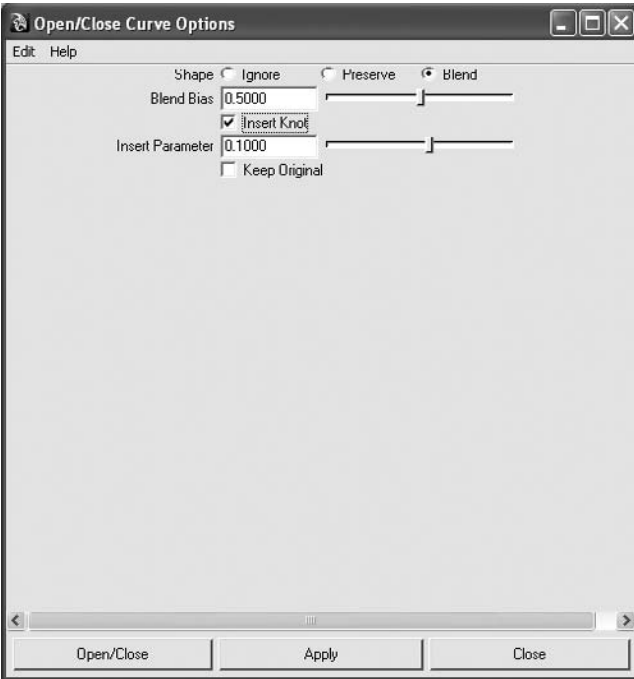 Open/Close Curve Options
Edit Help
Shape Ignore Preserve Blend
Blend Bias 0.5000
Insert Knot
Insert Parameter 0.1000
Keep Original
Open/Close Apply Close